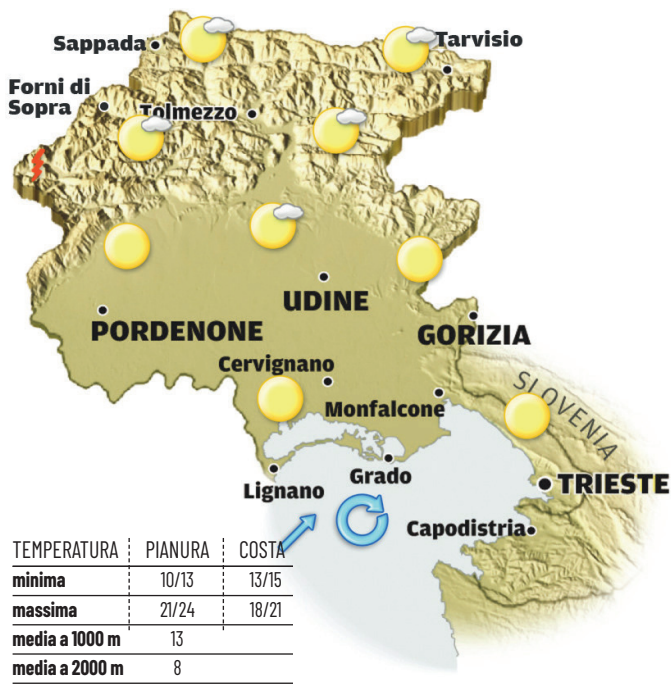 Sappada
Tarvisio
Forni di
Sopra
Tolmezzo
UDINE
PORDENONE
GORIZIA
Cervignano
SLOVENIA
Monfalcone
Grado
Lignano
TRIESTE
Capodistria
TEMPERATURA PIANURA COSTA
minima 10/13 13/15
massima 21/24 18/21
media a 1000 m 13
media a 2000 m 8